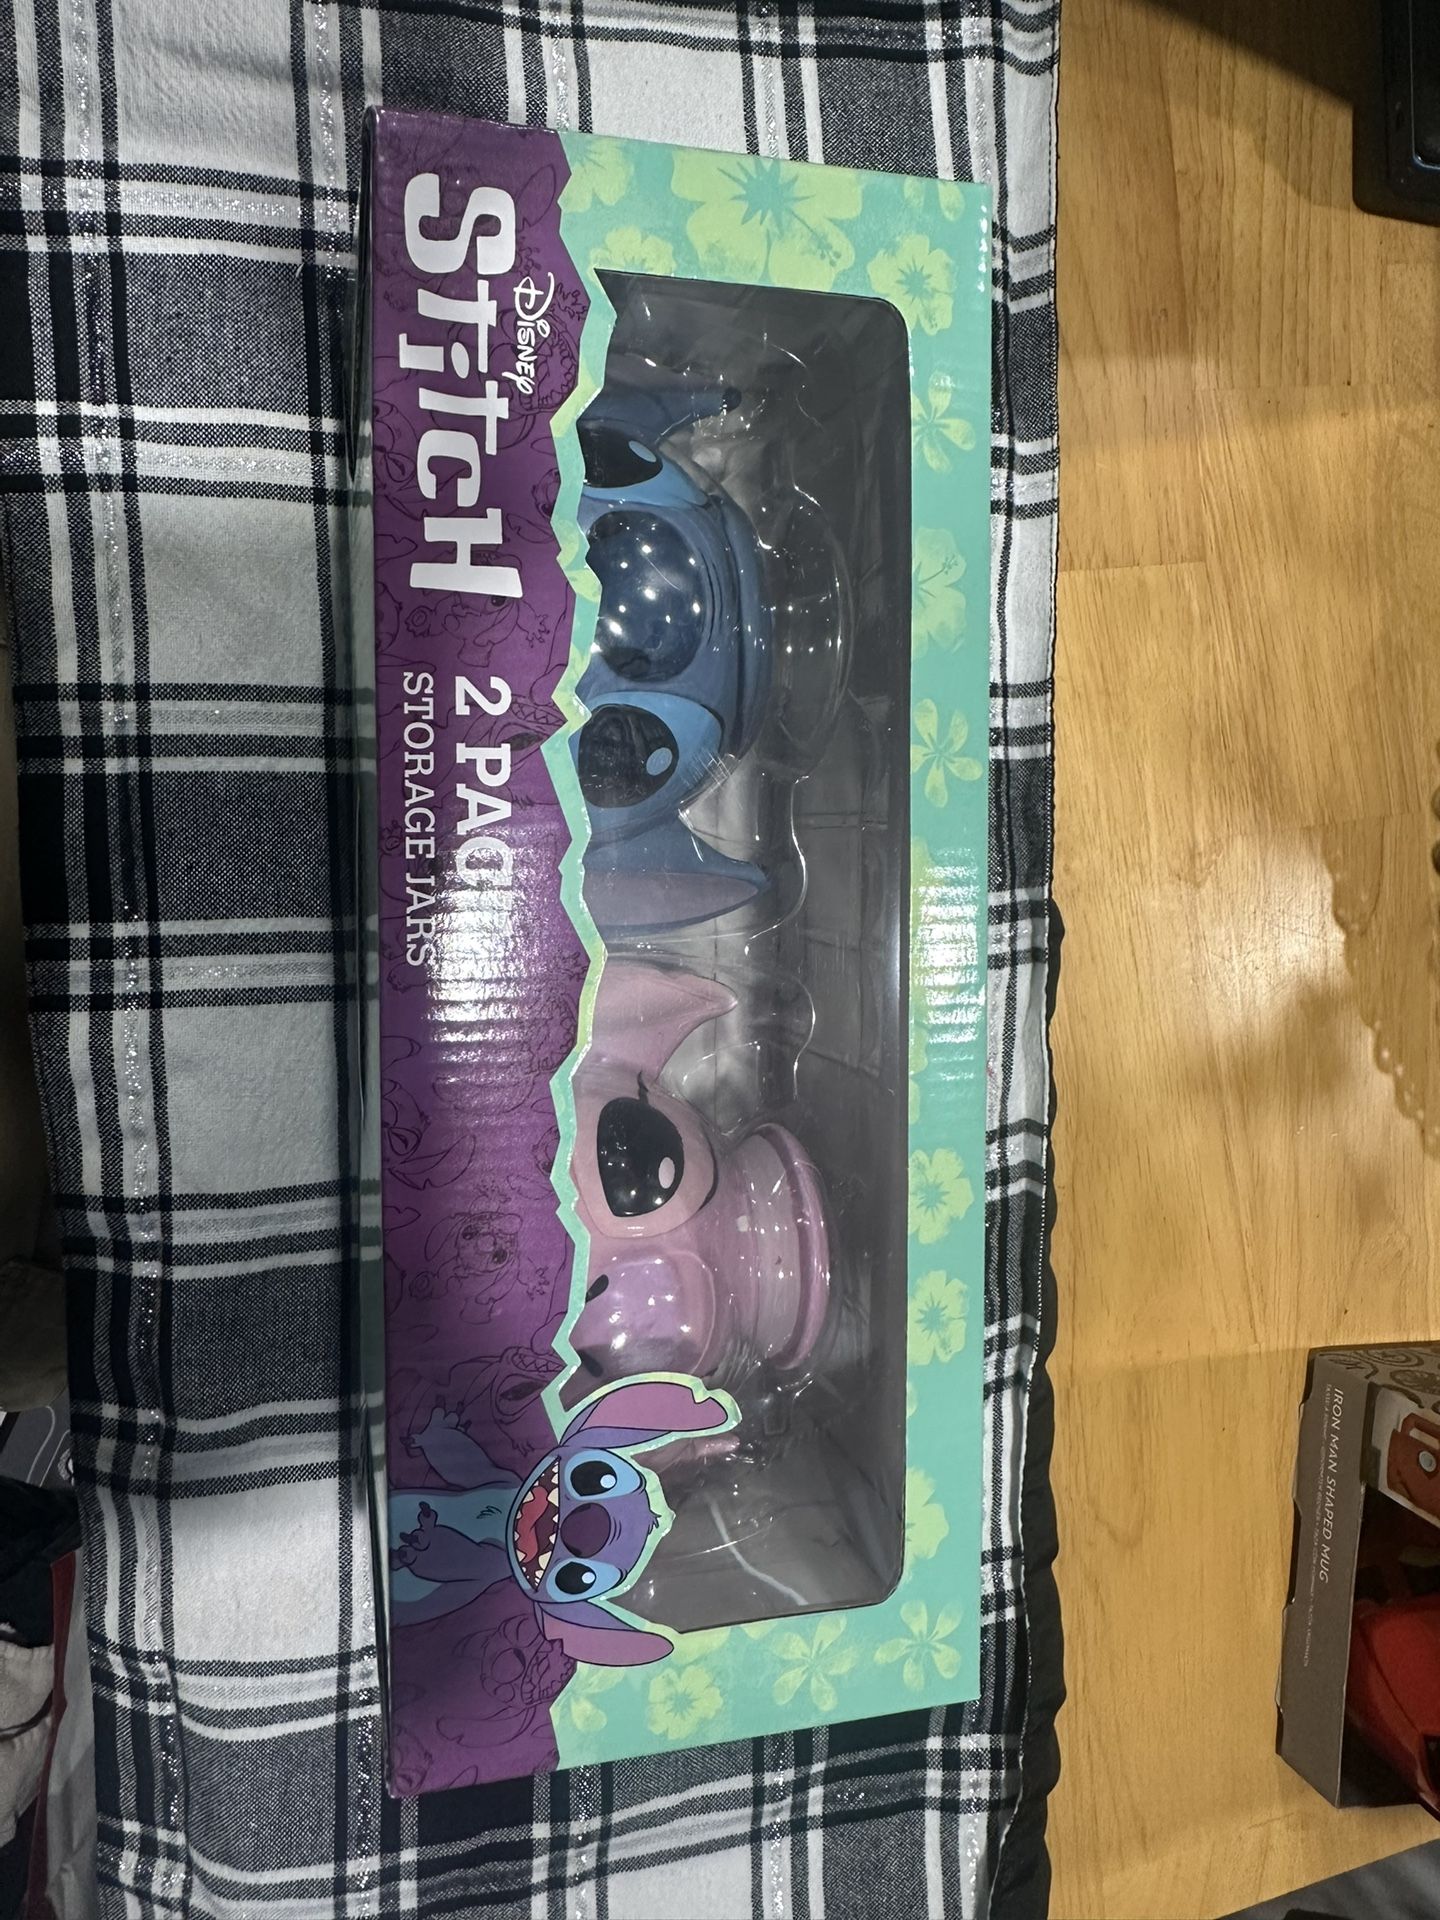 Disney
Stitch
2 PACK
STORAGE JARS
IRON MAN SHAPED MUG